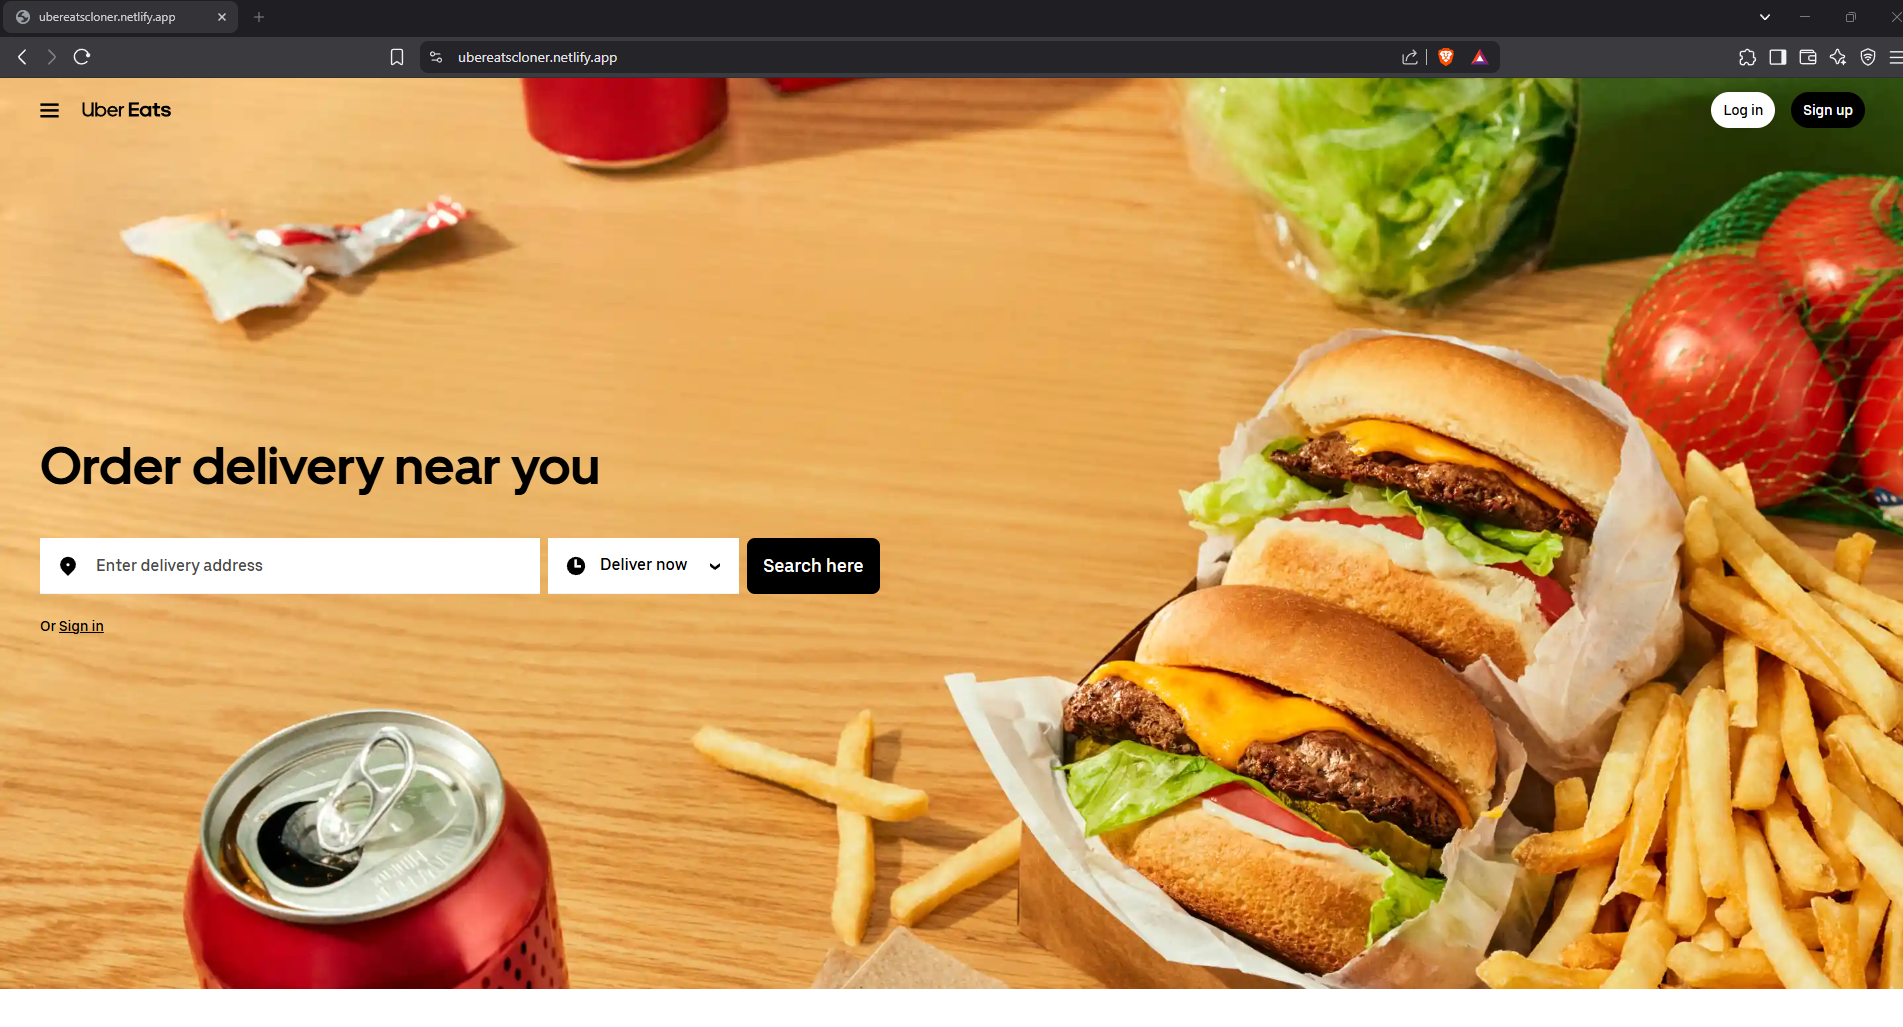 ubereatscloner.netlify.app
ubereatscloner.netlify.app
Uber Eats
Log in
Sign up
Order delivery near you
Enter delivery address
Deliver now
Search here
Or Sign in